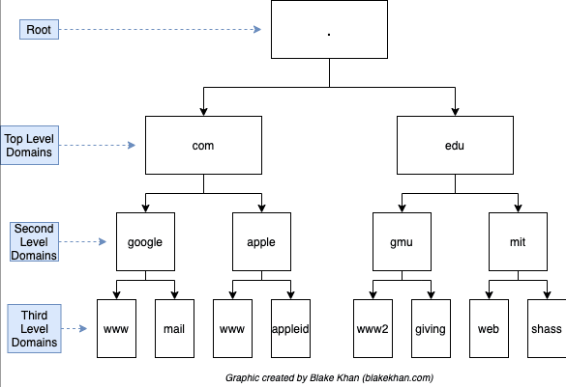 Root
.
Top Level
Domains
com
edu
Second
Level
Domains
google
apple
gmu
mit
Third
Level
Domains
www
mail
www
appleid
www2
giving
web
shass
Graphic created by Blake Khan (blakekhan.com)